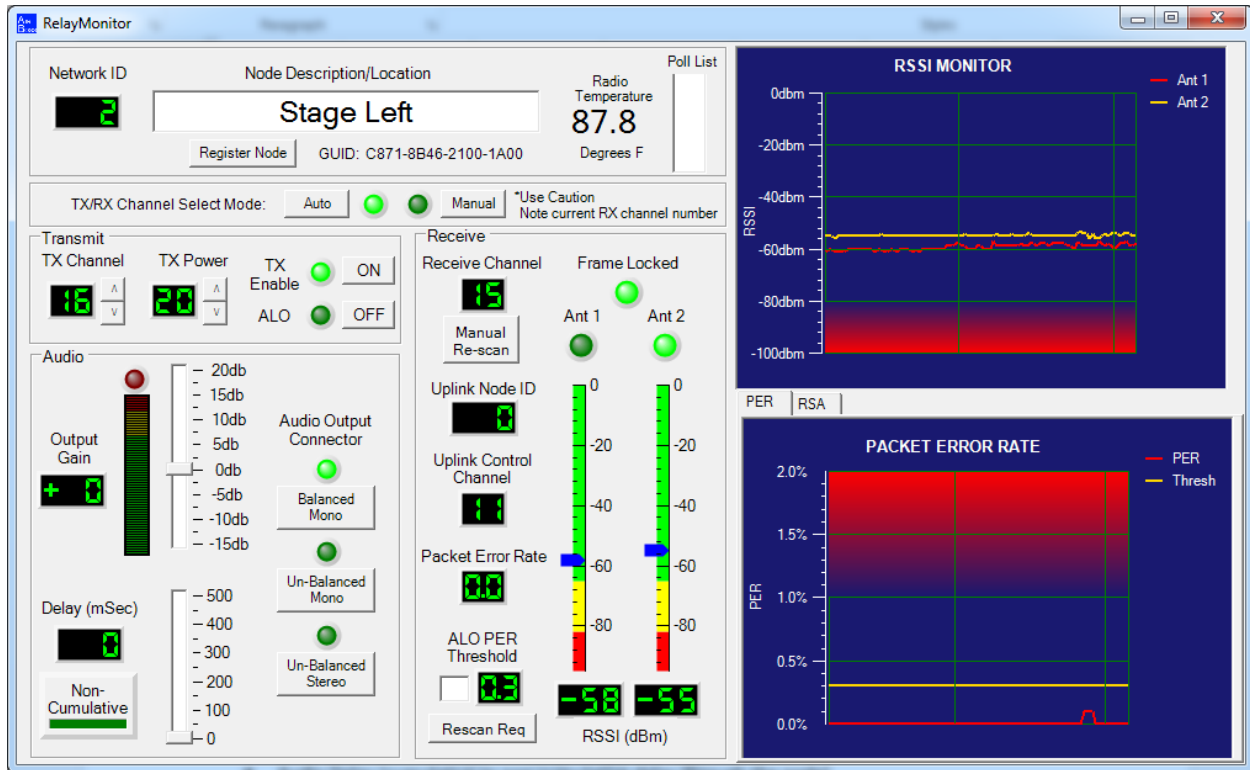 RelayMonitor
Network ID
2
Node Description/Location
Stage Left
Register Node
GUID: C871-8B46-2100-1A00
Radio
Temperature
87.8
Degrees F
Poll List
TX/RX Channel Select Mode:
Auto
Manual
*Use Caution
Note current RX channel number
Transmit
TX Channel
16
TX Power
20
TX
Enable
ON
ALO
OFF
Audio
Output
Gain
+ 0
20db
15db
10db
5db
0db
-5db
-10db
-15db
Audio Output
Connector
Balanced
Mono
Un-Balanced
Mono
Un-Balanced
Stereo
Delay (mSec)
0
Non-
Cumulative
500
400
300
200
100
0
Receive
Receive Channel
15
Manual
Re-scan
Frame Locked
Ant 1
Ant 2
Uplink Node ID
0
Uplink Control
Channel
11
Packet Error Rate
0.0
ALO PER
Threshold
0.3
Rescan Req
0
-20
-40
-60
-80
0
-20
-40
-60
-80
-58
-55
RSSI (dBm)
RSSI MONITOR
Ant 1
Ant 2
0dbm
-20dbm
-40dbm
-60dbm
-80dbm
-100dbm
RSSI
PER
RSA
PACKET ERROR RATE
PER
Thresh
2.0%
1.5%
1.0%
0.5%
0.0%
PER